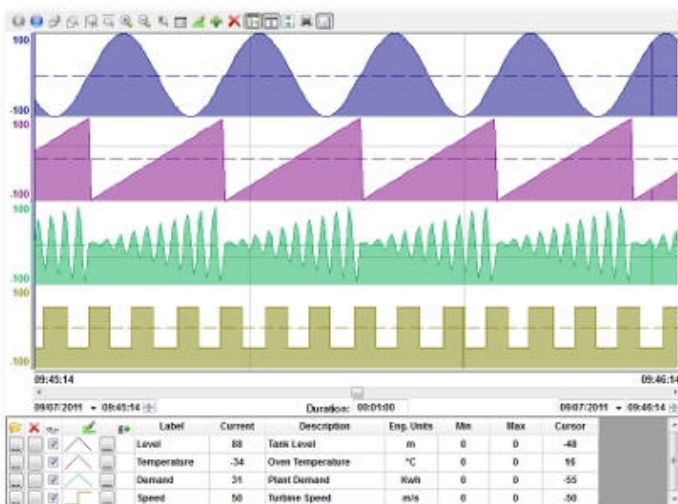 100
-100
100
-100
100
-100
100
-100
09:45:14 09:46:14
09/07/2011 09:45:14 Duration: 00:01:00 09/07/2011 09:46:14
Label Current Description Eng. Units Min Max Cursor
Level 88 Tank Level m 0 0 -48
Temperature -34 Oven Temperature °C 0 0 16
Demand 31 Plant Demand Kwh 0 0 -55
Speed 50 Turbine Speed m/s 0 0 -50